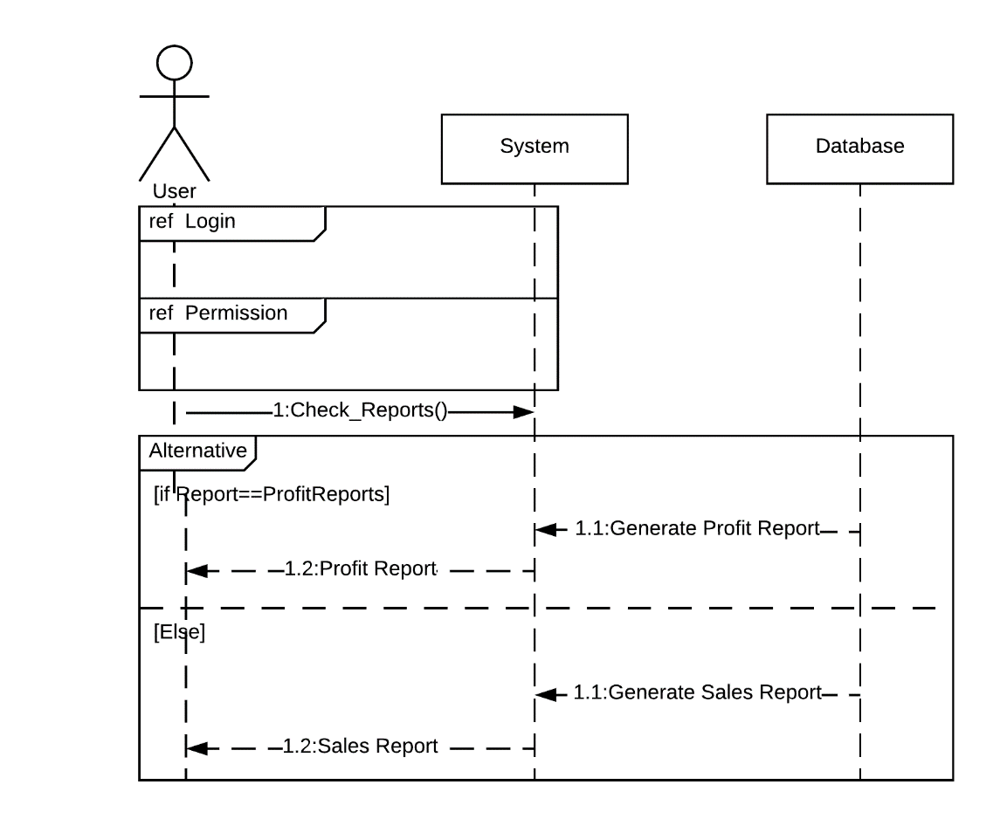 User
System
Database
ref Login
ref Permission
1:Check_Reports()
Alternative
[if Report==ProfitReports]
1.1:Generate Profit Report
1.2:Profit Report
[Else]
1.1:Generate Sales Report
1.2:Sales Report